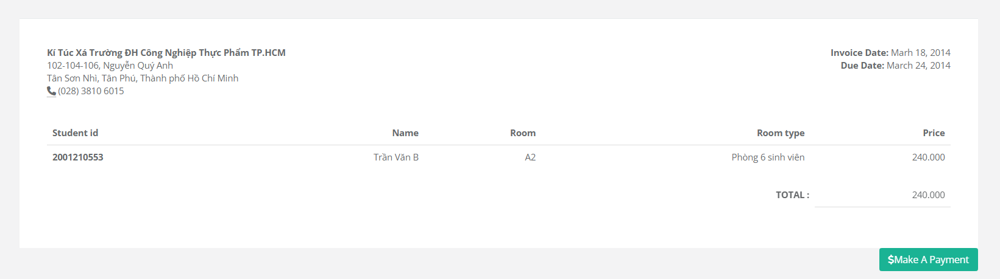 Kí Túc Xá Trường ĐH Công Nghiệp Thực Phẩm TP.HCM
102-104-106, Nguyễn Quý Anh
Tân Sơn Nhì, Tân Phú, Thành phố Hồ Chí Minh
(028) 3810 6015
Invoice Date: Marh 18, 2014
Due Date: March 24, 2014
Student id Name Room Room type Price
2001210553 Trần Văn B A2 Phòng 6 sinh viên 240.000
TOTAL : 240.000
$Make A Payment